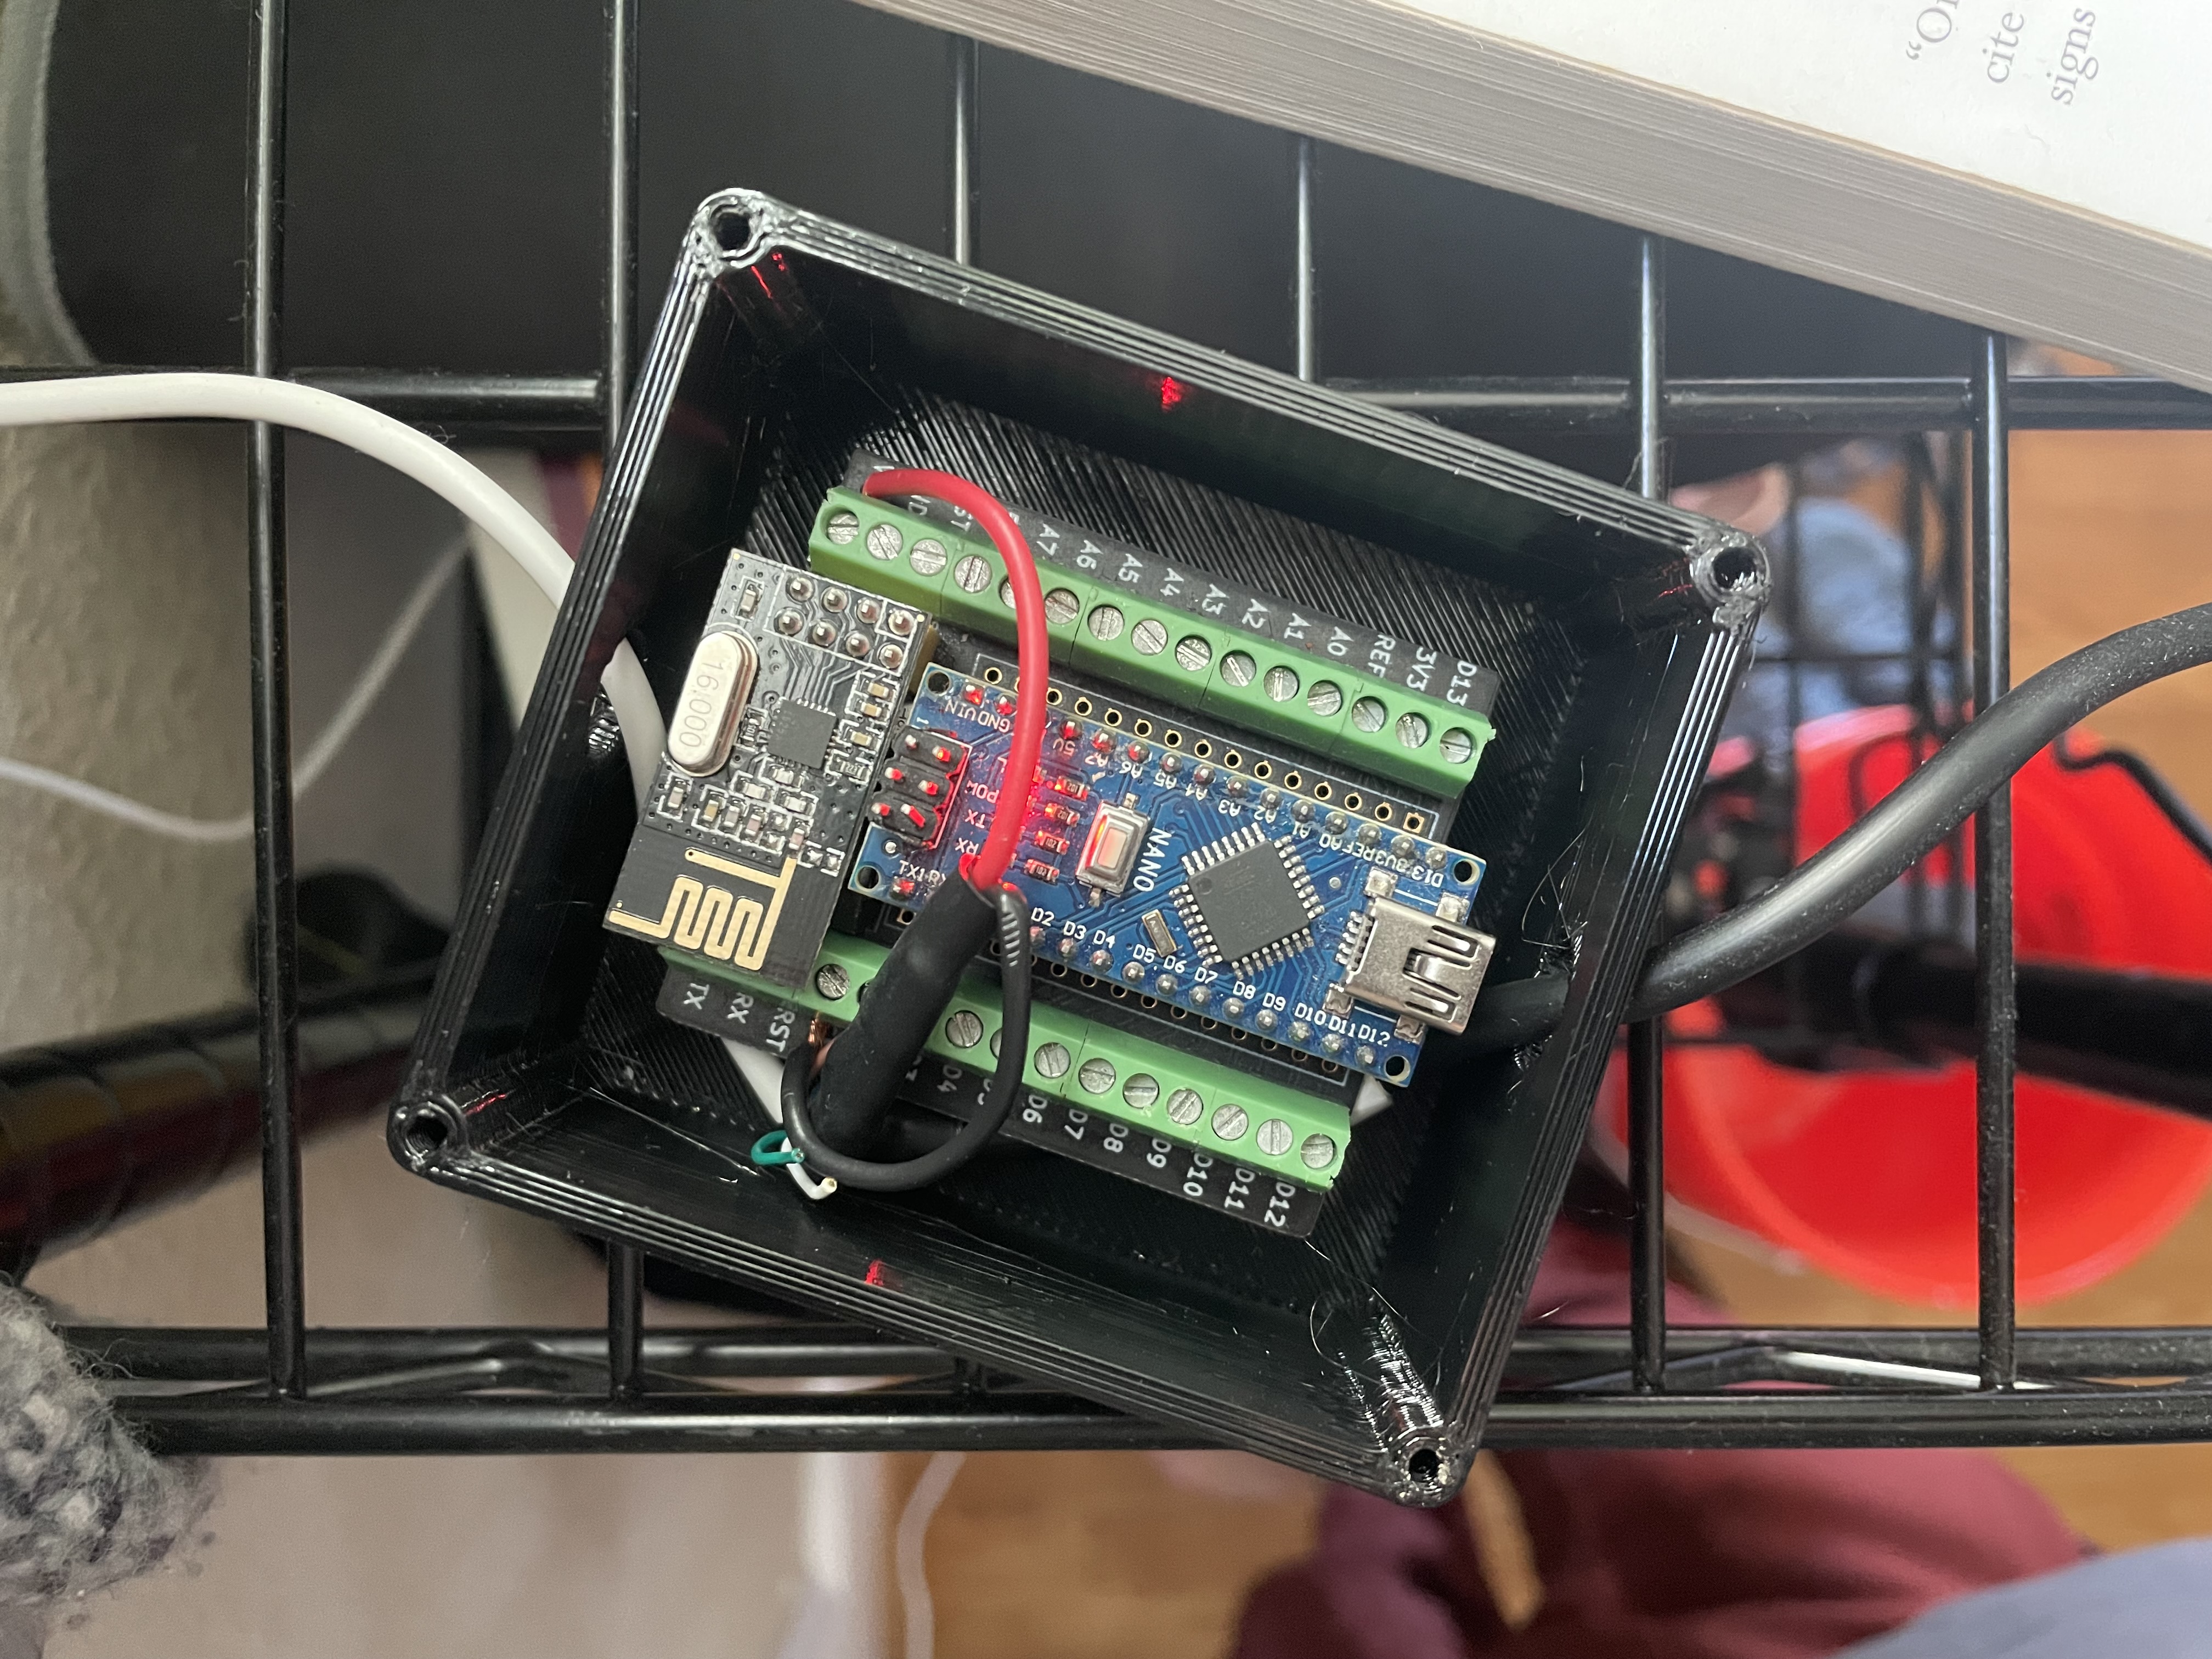 16.000
TX
RX
RST
D4
D6
D7
D8
D9
D10
D11
D12
TX1
RX
TX
POW
L
VIN
GND
5V
A7
A6
A5
A3
A2
A1
A0
REF
3V3
D13
D2
D3
D4
D5
D6
D7
D8
D9
D10
D11
D12
NANO
A7
A6
A5
A4
A3
A2
A1
A0
REF
3V3
D13
cite
signs